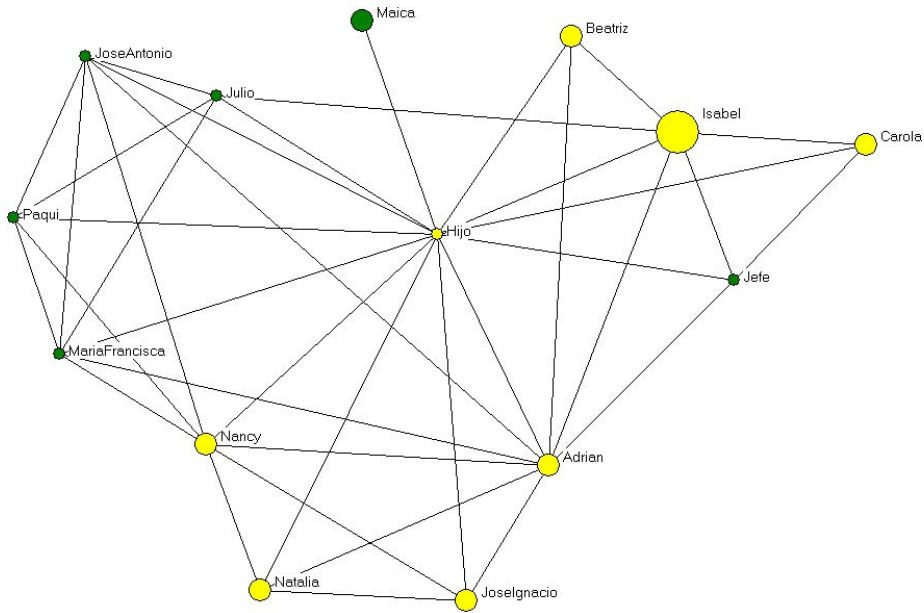 Maica
Beatriz
JoseAntonio
Julio
Isabel
Carola
Paqui
Hijo
Jefe
MariaFrancisca
Nancy
Adrian
Natalia
JoseIgnacio